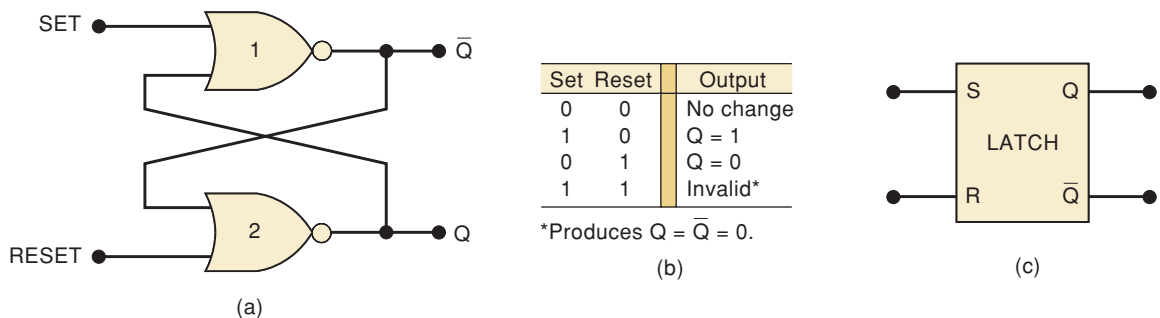 SET
1
Q̅
2
Q
RESET
(a)
Set Reset Output
0 0 No change
1 0 Q = 1
0 1 Q = 0
1 1 Invalid*
*Produces Q = Q̅ = 0.
(b)
S Q
LATCH
R Q̅
(c)